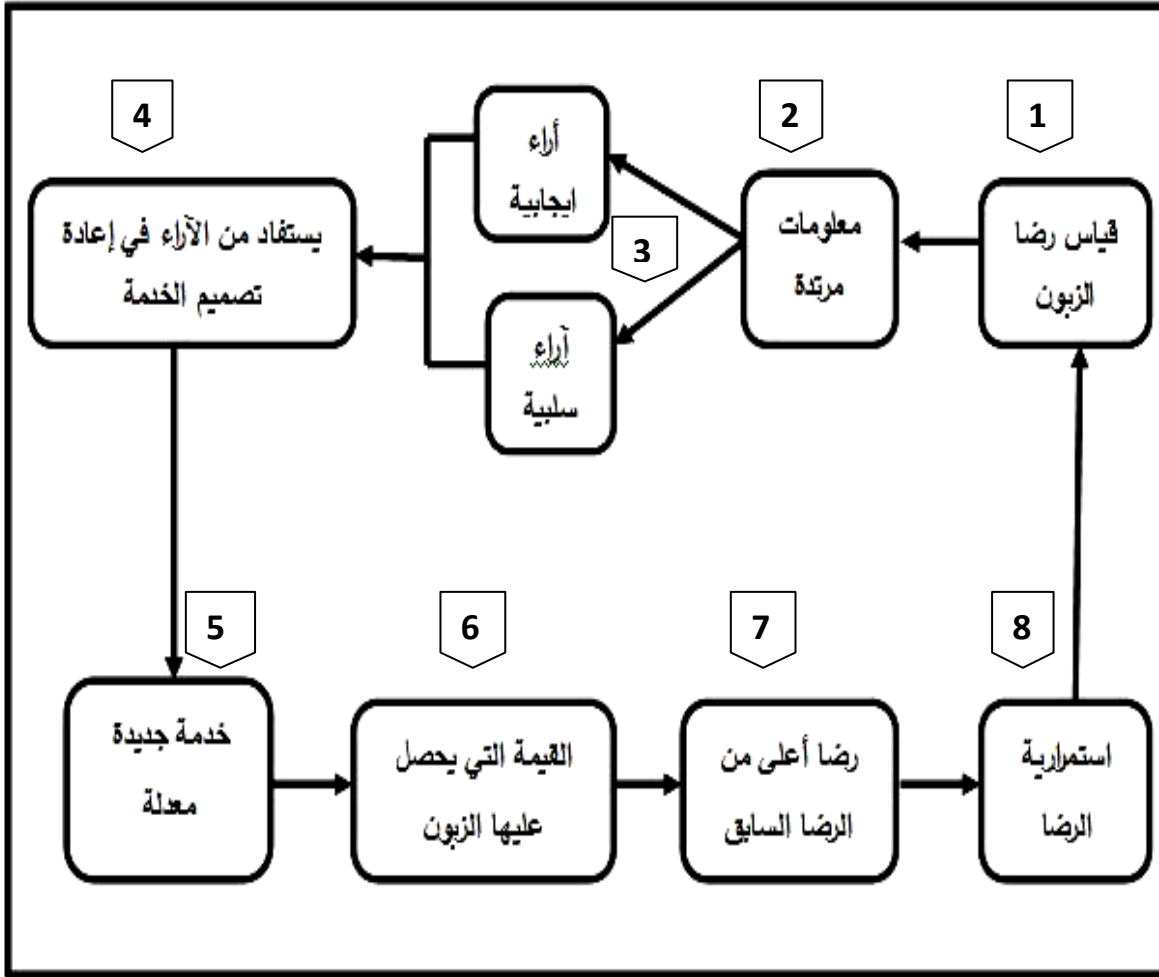 1
قياس رضا
الزبون
2
معلومات
مرتدة
3
أراء
ايجابية
آراء
سلبية
4
يستفاد من الآراء في إعادة
تصميم الخدمة
5
خدمة جديدة
معدلة
6
القيمة التي يحصل
عليها الزبون
7
رضا أعلى من
الرضا السابق
8
استمرارية
الرضا